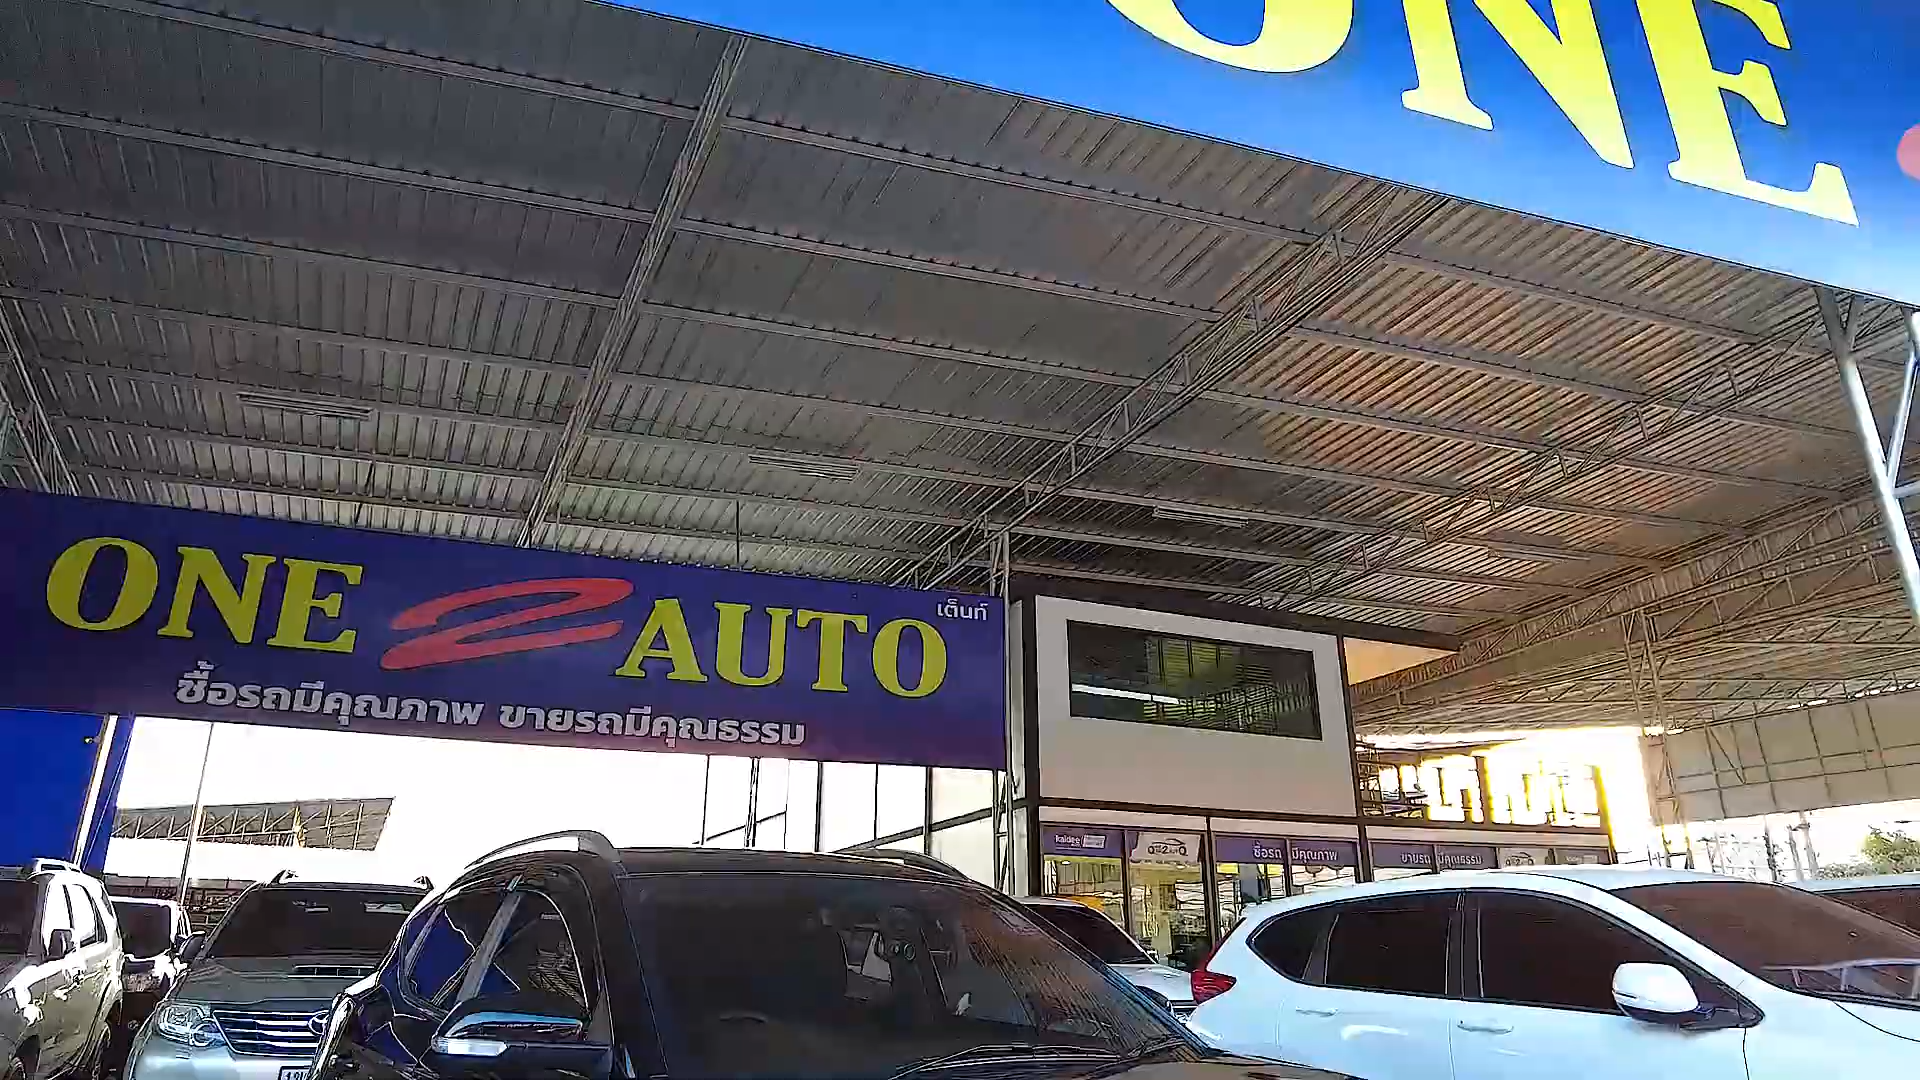 ONE
ONE 2 AUTO
เต็นท์
ซื้อรถมีคุณภาพ ขายรถมีคุณธรรม
kaidee
ซื้อรถ มีคุณภาพ
ขายรถ มีคุณธรรม